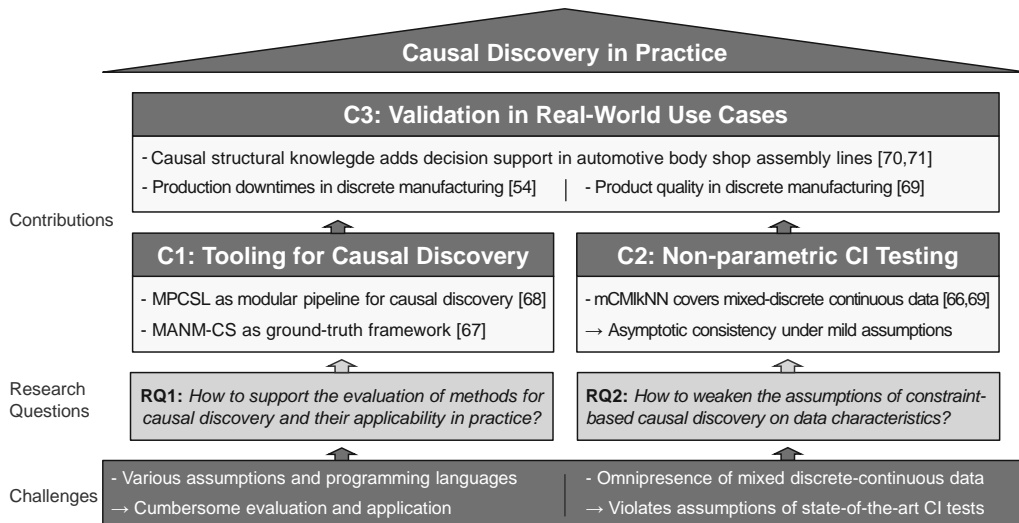 Causal Discovery in Practice
C3: Validation in Real-World Use Cases
- Causal structural knowlegde adds decision support in automotive body shop assembly lines [70,71]
- Production downtimes in discrete manufacturing [54] | - Product quality in discrete manufacturing [69]
Contributions
C1: Tooling for Causal Discovery
- MPCSL as modular pipeline for causal discovery [68]
- MANM-CS as ground-truth framework [67]
C2: Non-parametric CI Testing
- mCMIkNN covers mixed-discrete continuous data [66,69]
→ Asymptotic consistency under mild assumptions
Research
Questions
RQ1: How to support the evaluation of methods for
causal discovery and their applicability in practice?
RQ2: How to weaken the assumptions of constraint-
based causal discovery on data characteristics?
Challenges
- Various assumptions and programming languages
→ Cumbersome evaluation and application
- Omnipresence of mixed discrete-continuous data
→ Violates assumptions of state-of-the-art CI tests